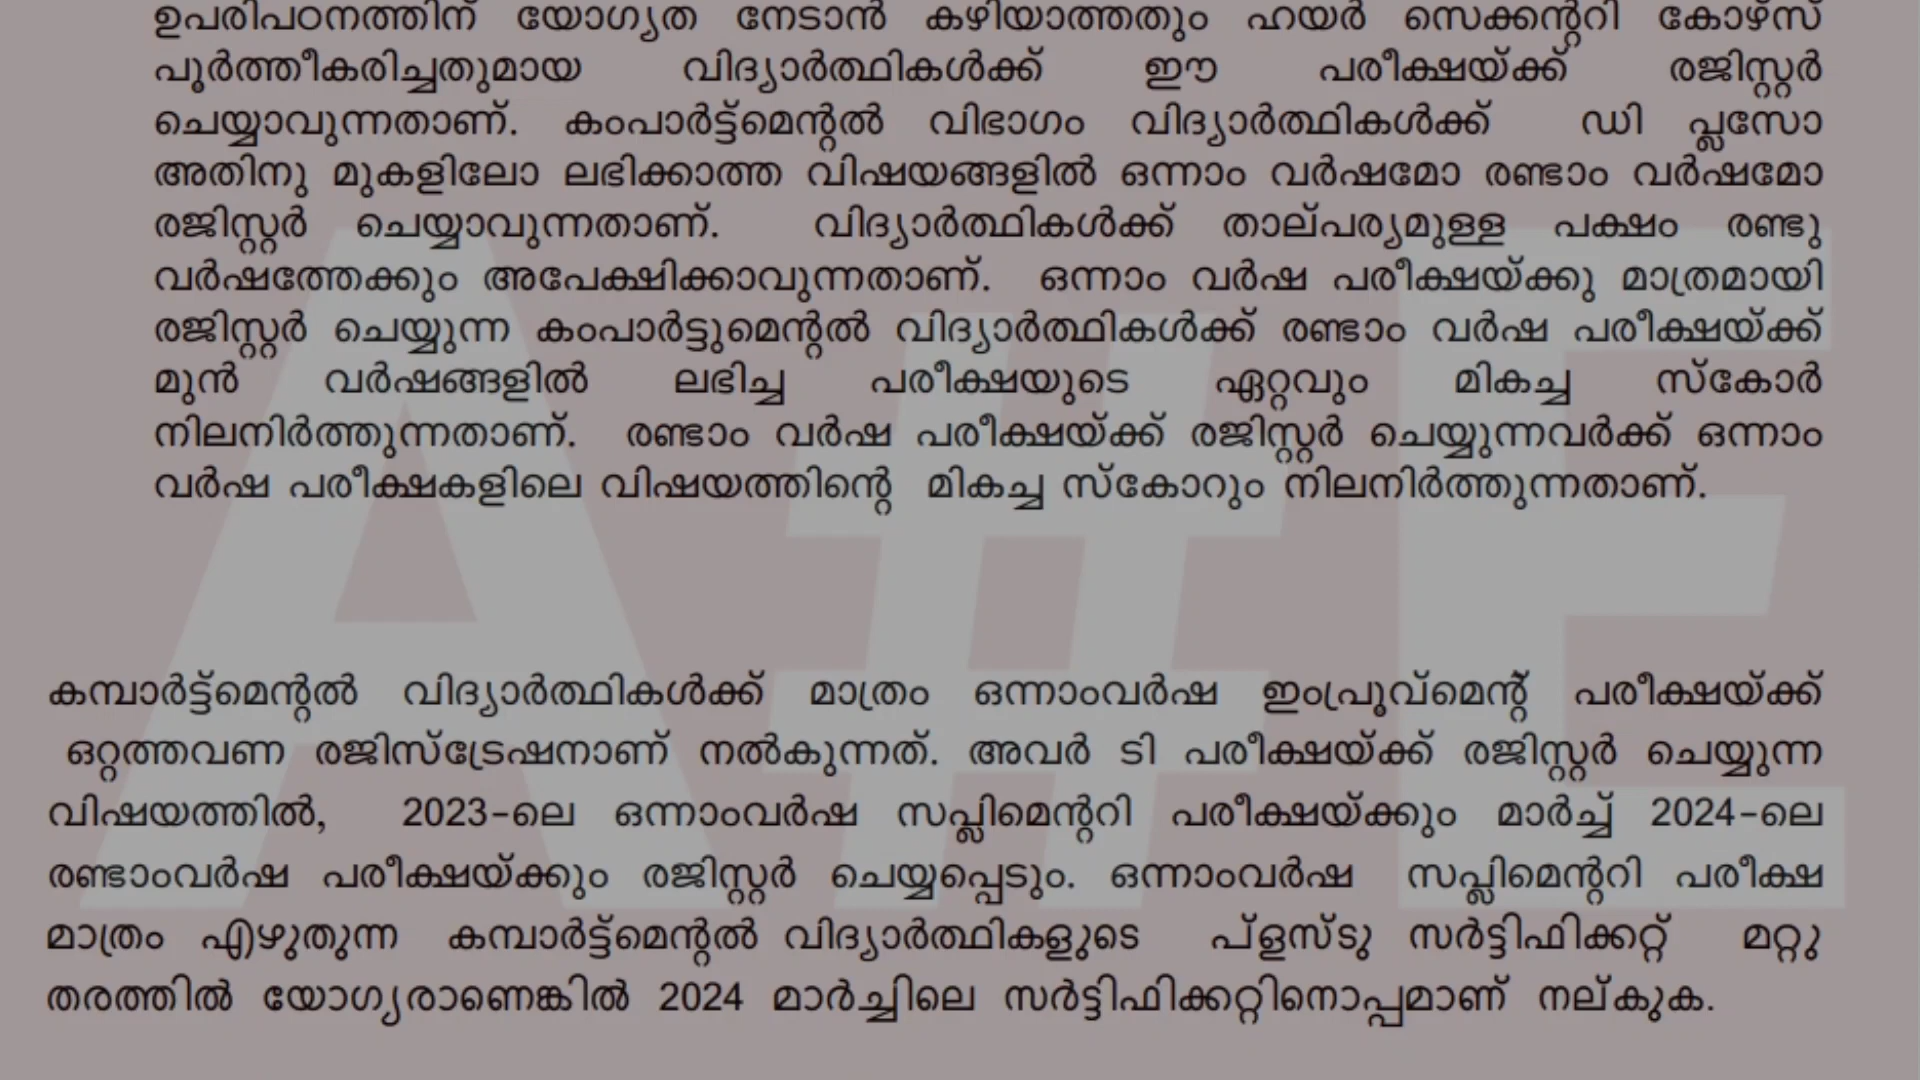 ഉപരിപഠനത്തിന് യോഗ്യത നേടാൻ കഴിയാത്തതും ഹയർ സെക്കന്ററി കോഴ്സ്
പൂർത്തീകരിച്ചതുമായ വിദ്യാർത്ഥികൾക്ക് ഈ പരീക്ഷയ്ക്ക് രജിസ്റ്റർ
ചെയ്യാവുന്നതാണ്. കംപാർട്ട്മെന്റൽ വിഭാഗം വിദ്യാർത്ഥികൾക്ക് ഡി പ്ലസോ
അതിനു മുകളിലോ ലഭിക്കാത്ത വിഷയങ്ങളിൽ ഒന്നാം വർഷമോ രണ്ടാം വർഷമോ
രജിസ്റ്റർ ചെയ്യാവുന്നതാണ്. വിദ്യാർത്ഥികൾക്ക് താല്പര്യമുള്ള പക്ഷം രണ്ടു
വർഷത്തേക്കും അപേക്ഷിക്കാവുന്നതാണ്. ഒന്നാം വർഷ പരീക്ഷയ്ക്കു മാത്രമായി
രജിസ്റ്റർ ചെയ്യുന്ന കംപാർട്ടുമെന്റൽ വിദ്യാർത്ഥികൾക്ക് രണ്ടാം വർഷ പരീക്ഷയ്ക്ക്
മുൻ വർഷങ്ങളിൽ ലഭിച്ച പരീക്ഷയുടെ ഏറ്റവും മികച്ച സ്കോർ
നിലനിർത്തുന്നതാണ്. രണ്ടാം വർഷ പരീക്ഷയ്ക്ക് രജിസ്റ്റർ ചെയ്യുന്നവർക്ക് ഒന്നാം
വർഷ പരീക്ഷകളിലെ വിഷയത്തിന്റെ മികച്ച സ്കോറും നിലനിർത്തുന്നതാണ്.
കമ്പാർട്ട്മെന്റൽ വിദ്യാർത്ഥികൾക്ക് മാത്രം ഒന്നാംവർഷ ഇംപ്രൂവ്മെന്റ് പരീക്ഷയ്ക്ക്
ഒറ്റത്തവണ രജിസ്ട്രേഷനാണ് നൽകുന്നത്. അവർ ടി പരീക്ഷയ്ക്ക് രജിസ്റ്റർ ചെയ്യുന്ന
വിഷയത്തിൽ, 2023-ലെ ഒന്നാംവർഷ സപ്ലിമെന്ററി പരീക്ഷയ്ക്കും മാർച്ച് 2024-ലെ
രണ്ടാംവർഷ പരീക്ഷയ്ക്കും രജിസ്റ്റർ ചെയ്യപ്പെടും. ഒന്നാംവർഷ സപ്ലിമെന്ററി പരീക്ഷ
മാത്രം എഴുതുന്ന കമ്പാർട്ട്മെന്റൽ വിദ്യാർത്ഥികളുടെ പ്ളസ്ടു സർട്ടിഫിക്കറ്റ് മറ്റു
തരത്തിൽ യോഗ്യരാണെങ്കിൽ 2024 മാർച്ചിലെ സർട്ടിഫിക്കറ്റിനൊപ്പമാണ് നല്കുക.
A#E